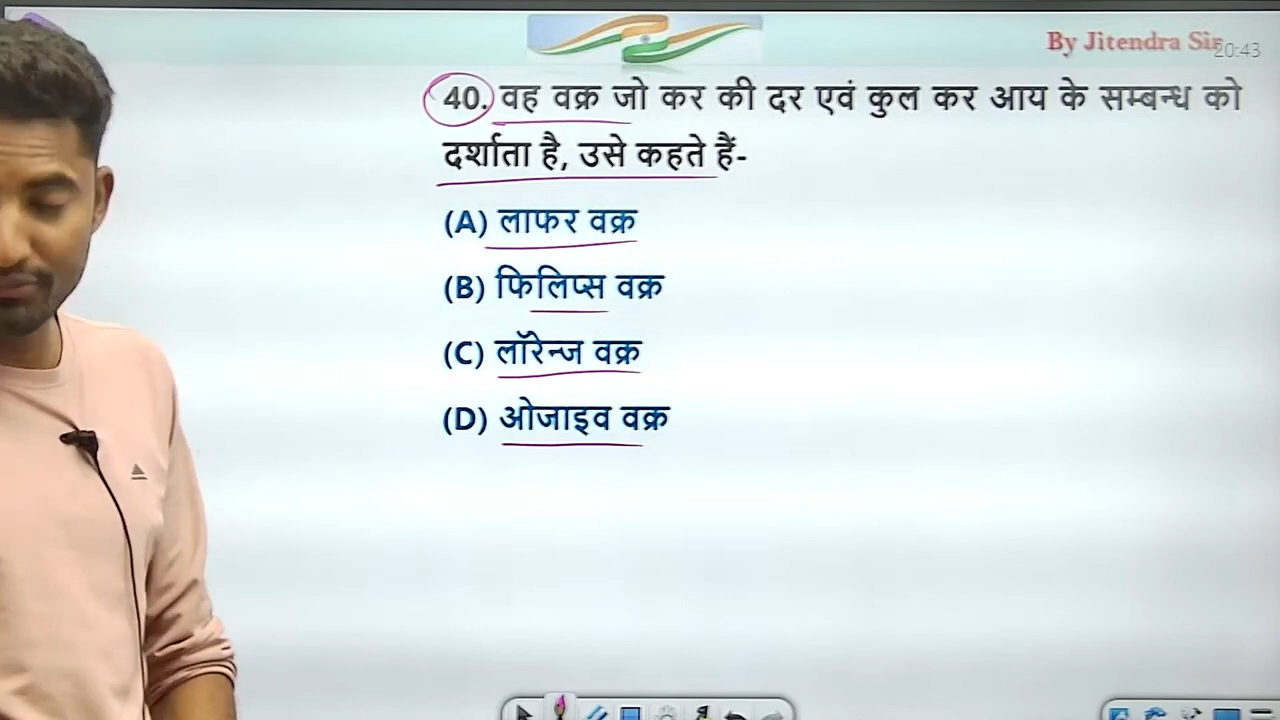 By Jitendra Sir
20:43
40. वह वक्र जो कर की दर एवं कुल कर आय के सम्बन्ध को
दर्शाता है, उसे कहते हैं-
(A) लाफर वक्र
(B) फिलिप्स वक्र
(C) लॉरेन्ज वक्र
(D) ओजाइव वक्र